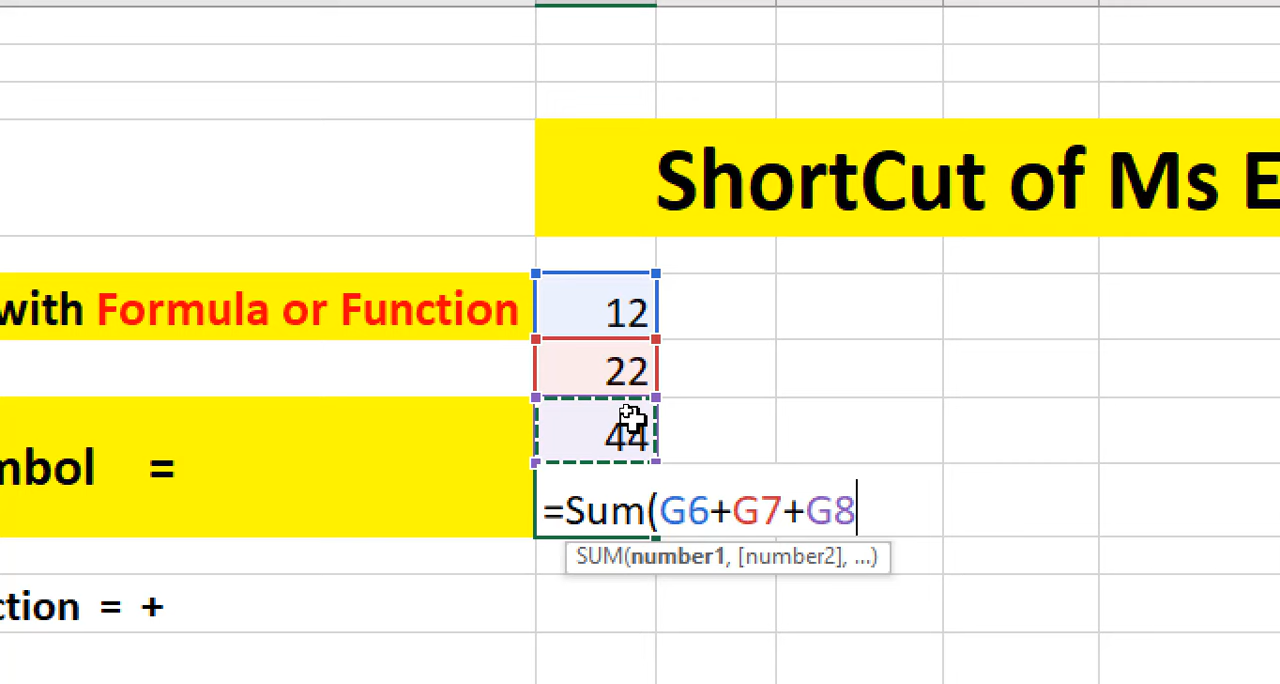 ShortCut of Ms E
with Formula or Function
12
22
44
mbol =
=Sum(G6+G7+G8
SUM(number1, [number2], ...)
ction = +